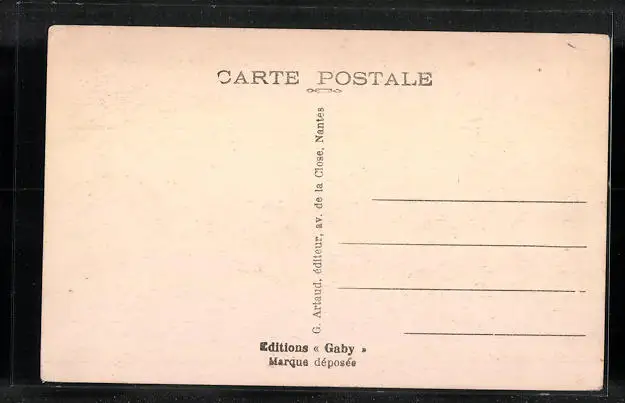 CARTE POSTALE
G. Artaud, éditeur, av. de la Close, Nantes
Editions « Gaby »
Marque déposée